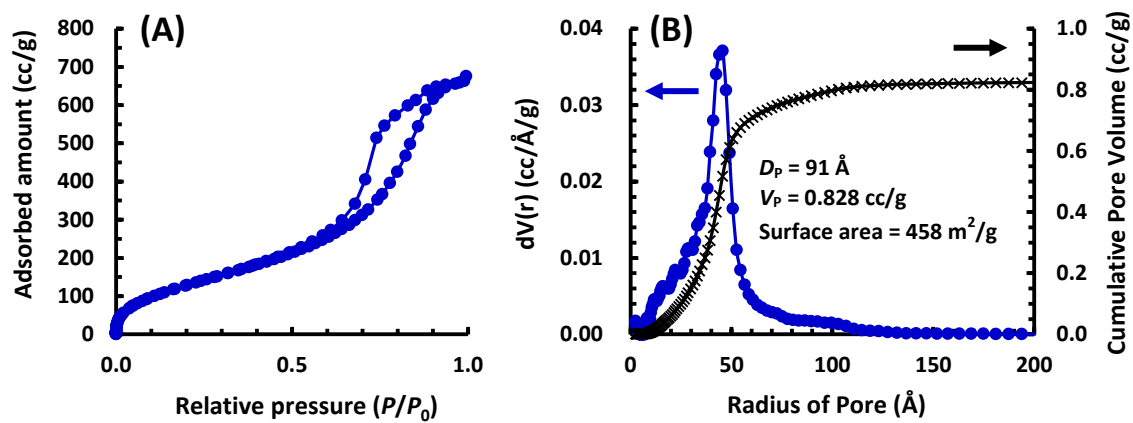 (A)
Adsorbed amount (cc/g)
800
700
600
500
400
300
200
100
0
0.0 0.5 1.0
Relative pressure (P/P₀)
(B)
dV(r) (cc/Å/g)
0.04
0.03
0.02
0.01
0.00
0 50 100 150 200
Radius of Pore (Å)
D_P = 91 Å
V_P = 0.828 cc/g
Surface area = 458 m²/g
1.0
0.8
0.6
0.4
0.2
0.0
Cumulative Pore Volume (cc/g)